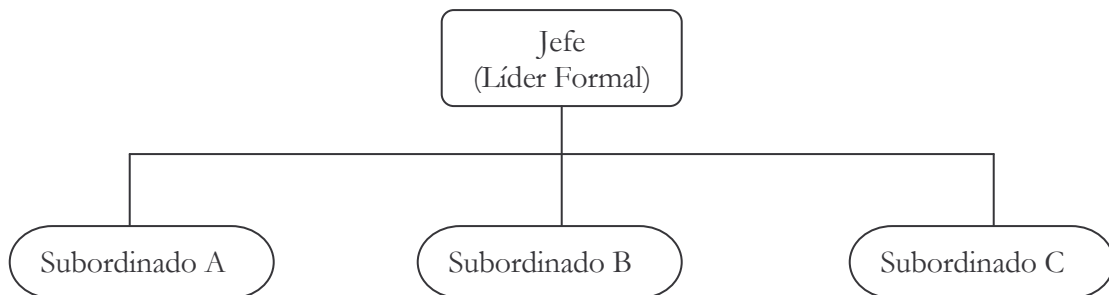 Jefe
(Líder Formal)
Subordinado A
Subordinado B
Subordinado C